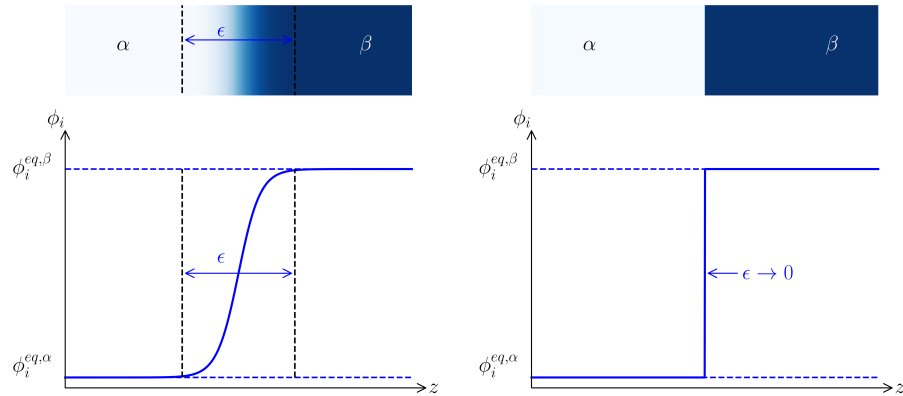 α ϵ β
α β
ϕ_i
ϕ_i^{eq,β}
ϵ
ϕ_i^{eq,α}
z
ϕ_i
ϕ_i^{eq,β}
ϵ → 0
ϕ_i^{eq,α}
z